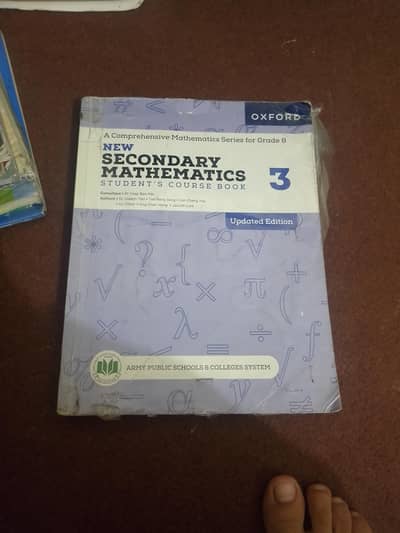 OXFORD
A Comprehensive Mathematics Series for Grade 8
NEW
SECONDARY
MATHEMATICS 3
STUDENT'S COURSE BOOK
Updated Edition
ARMY PUBLIC SCHOOLS & COLLEGES SYSTEM